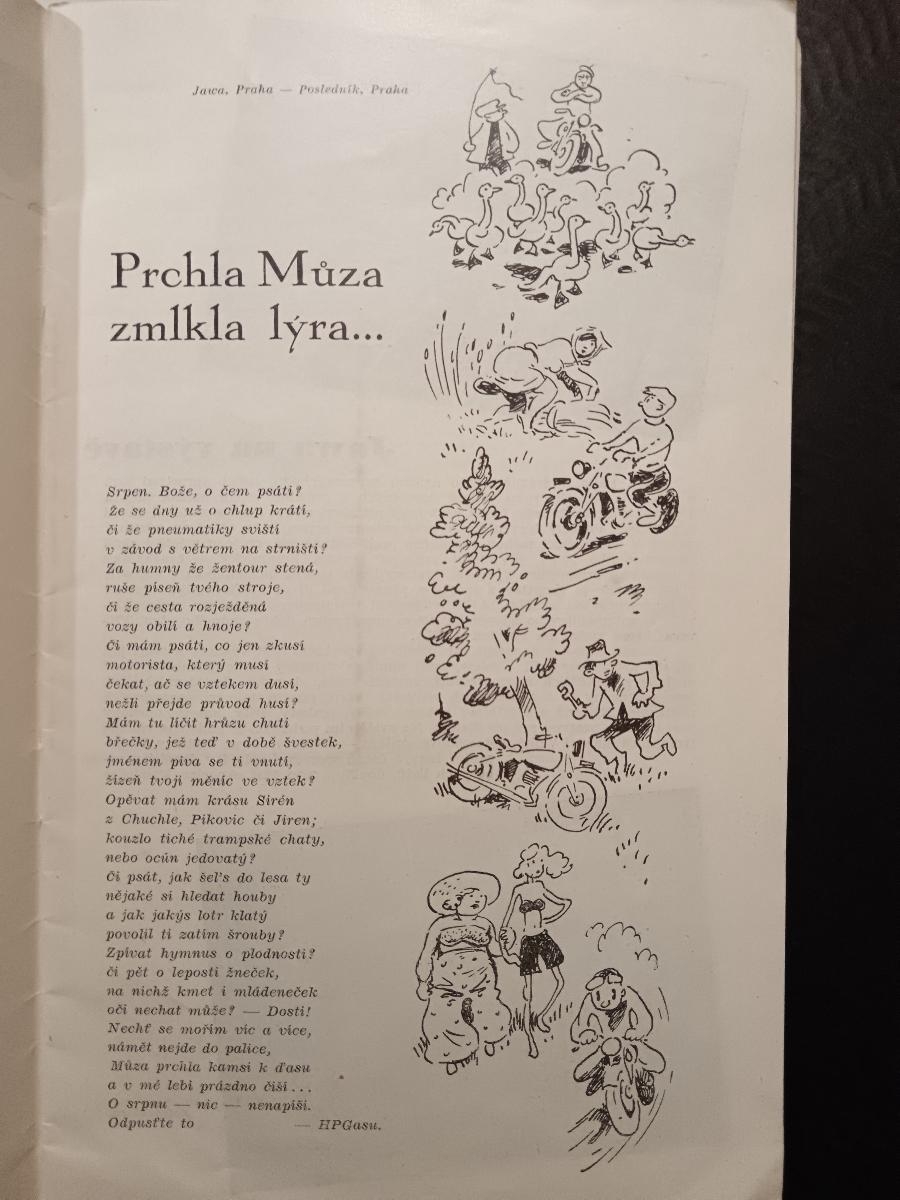 Jawa, Praha — Posledník, Praha
Prchla Můza
zmlkla lýra...
Srpen. Bože, o čem psáti?
Že se dny už o chlup krátí,
či že pneumatiky sviští
v závod s větrem na strništi?
Za humny že žentour stená,
ruše píseň tvého stroje,
či že cesta rozježděná
vozy obilí a hnoje?
Či mám psáti, co jen zkusí
motorista, který musí
čekat, ač se vztekem dusí,
nežli přejde průvod husí?
Mám tu líčit hrůzu chuti
břečky, jež teď v době švestek,
jménem piva se ti vnutí,
žízeň tvoji měníc ve vztek?
Opěvat mám krásu Sirén
z Chuchle, Pikovic či Jiren;
kouzlo tiché trampské chaty,
nebo ocún jedovatý?
Či psát, jak šel's do lesa ty
nějaké si hledat houby
a jak jakýs lotr klatý
povolil ti zatím šrouby?
Zpívat hymnus o plodnosti?
či pět o leposti žneček,
na nichž kmet i mládeneček
oči nechat může? — Dosti!
Nechť se mořím víc a více,
námět nejde do palice,
Můza prchla kamsi k ďasu
a v mé lebi prázdno čiší...
O srpnu — nic — nenapíši.
Odpusťte to — HPGasu.